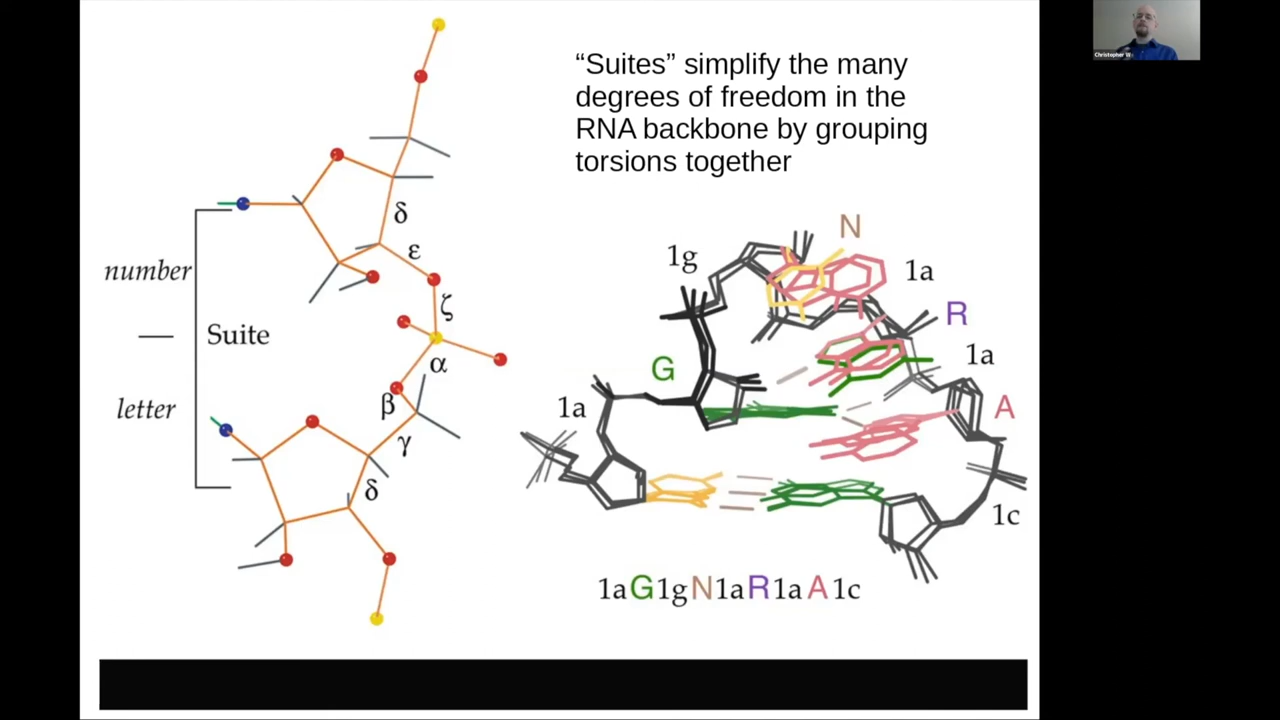 “Suites” simplify the many
degrees of freedom in the
RNA backbone by grouping
torsions together
δ
ε
ζ
α
β
γ
δ
number
— Suite
letter
N
1g
1a
R
1a
G
A
1a
1c
1aG1gN1aR1aA1c
Christopher W